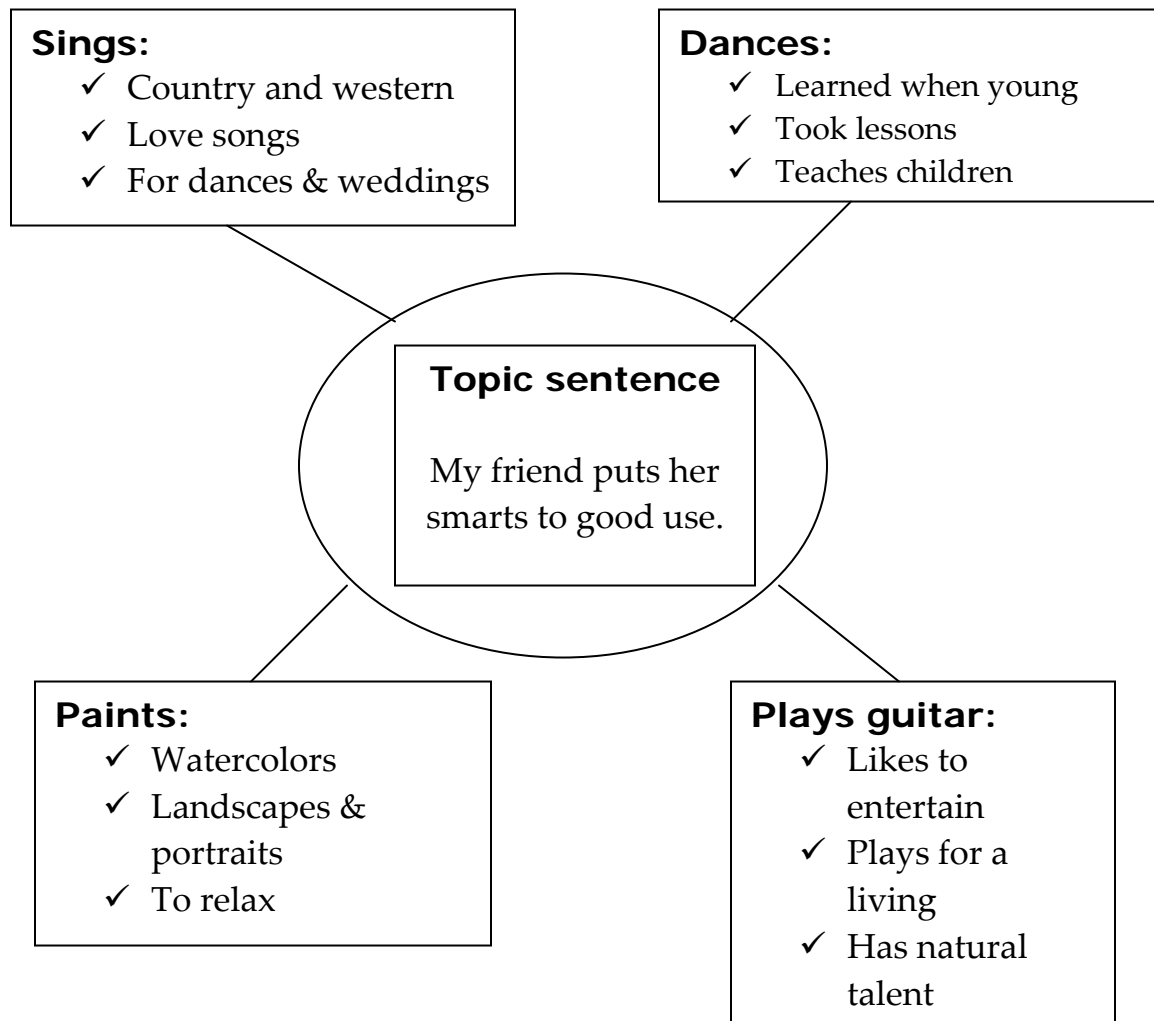 Sings:
✓ Country and western
✓ Love songs
✓ For dances & weddings
Dances:
✓ Learned when young
✓ Took lessons
✓ Teaches children
Topic sentence
My friend puts her
smarts to good use.
Paints:
✓ Watercolors
✓ Landscapes &
portraits
✓ To relax
Plays guitar:
✓ Likes to
entertain
✓ Plays for a
living
✓ Has natural
talent